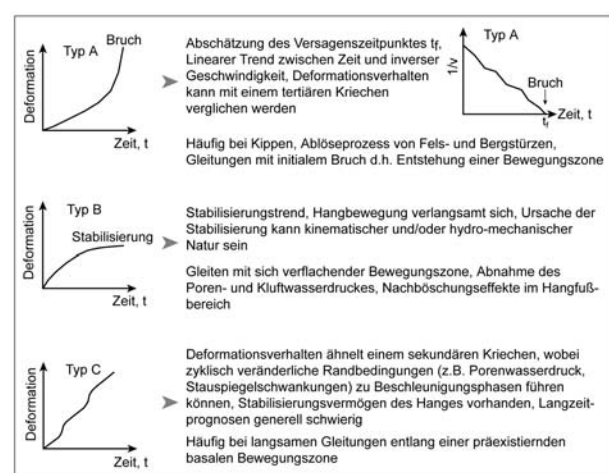 Typ A
Bruch
Deformation
Zeit, t
Abschätzung des Versagenszeitpunktes tf,
Linearer Trend zwischen Zeit und inverser
Geschwindigkeit, Deformationsverhalten
kann mit einem tertiären Kriechen
verglichen werden
Typ A
1/v
Bruch
tf
Zeit, t
Häufig bei Kippen, Ablöseprozess von Fels- und Bergstürzen,
Gleitungen mit initialem Bruch d.h. Entstehung einer Bewegungszone
Typ B
Stabilisierung
Deformation
Zeit, t
Stabilisierungstrend, Hangbewegung verlangsamt sich, Ursache der
Stabilisierung kann kinematischer und/oder hydro-mechanischer
Natur sein
Gleiten mit sich verflachender Bewegungszone, Abnahme des
Poren- und Kluftwasserdruckes, Nachböschungseffekte im Hangfuß-
bereich
Typ C
Deformation
Zeit, t
Deformationsverhalten ähnelt einem sekundären Kriechen, wobei
zyklisch veränderliche Randbedingungen (z.B. Porenwasserdruck,
Stauspiegelschwankungen) zu Beschleunigungsphasen führen
können, Stabilisierungsvermögen des Hanges vorhanden, Langzeit-
prognosen generell schwierig
Häufig bei langsamen Gleitungen entlang einer präexistiernden
basalen Bewegungszone